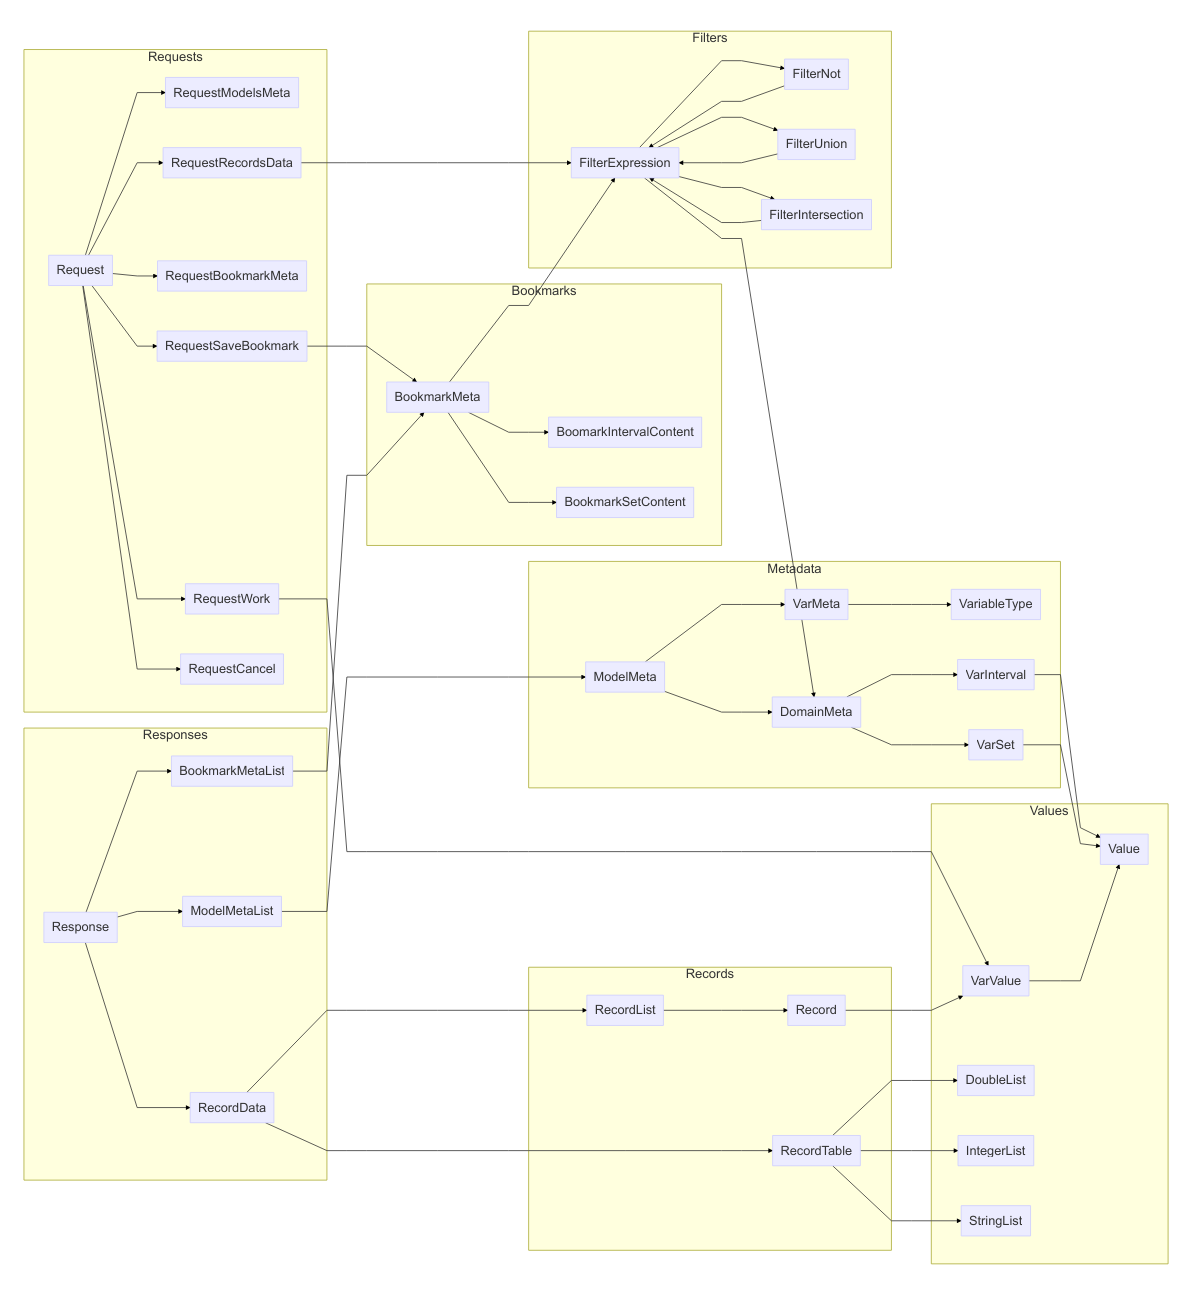 Requests
RequestModelsMeta
RequestRecordsData
Request
RequestBookmarkMeta
RequestSaveBookmark
RequestWork
RequestCancel
Filters
FilterNot
FilterUnion
FilterExpression
FilterIntersection
Bookmarks
BookmarkMeta
BoomarkIntervalContent
BookmarkSetContent
Metadata
VarMeta
VariableType
ModelMeta
VarInterval
DomainMeta
VarSet
Responses
BookmarkMetaList
ModelMetaList
Response
RecordData
Records
RecordList
Record
RecordTable
Values
Value
VarValue
DoubleList
IntegerList
StringList